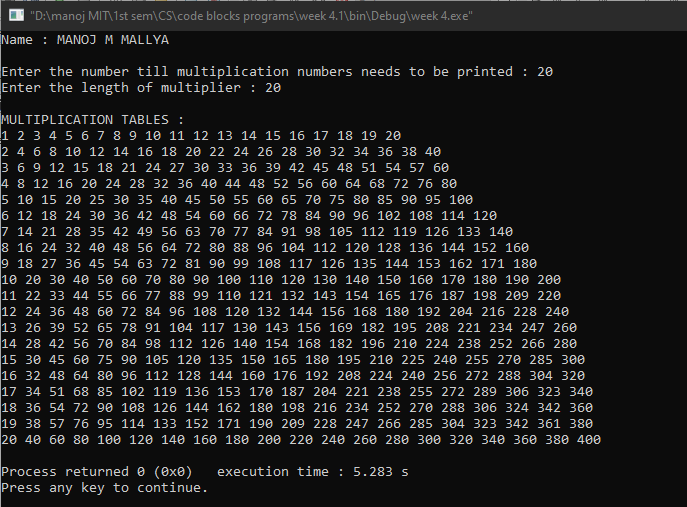 "D:\manoj MIT\1st sem\CS\code blocks programs\week 4.1\bin\Debug\week 4.exe"
Name : MANOJ M MALLYA
Enter the number till multiplication numbers needs to be printed : 20
Enter the length of multiplier : 20
MULTIPLICATION TABLES :
1 2 3 4 5 6 7 8 9 10 11 12 13 14 15 16 17 18 19 20
2 4 6 8 10 12 14 16 18 20 22 24 26 28 30 32 34 36 38 40
3 6 9 12 15 18 21 24 27 30 33 36 39 42 45 48 51 54 57 60
4 8 12 16 20 24 28 32 36 40 44 48 52 56 60 64 68 72 76 80
5 10 15 20 25 30 35 40 45 50 55 60 65 70 75 80 85 90 95 100
6 12 18 24 30 36 42 48 54 60 66 72 78 84 90 96 102 108 114 120
7 14 21 28 35 42 49 56 63 70 77 84 91 98 105 112 119 126 133 140
8 16 24 32 40 48 56 64 72 80 88 96 104 112 120 128 136 144 152 160
9 18 27 36 45 54 63 72 81 90 99 108 117 126 135 144 153 162 171 180
10 20 30 40 50 60 70 80 90 100 110 120 130 140 150 160 170 180 190 200
11 22 33 44 55 66 77 88 99 110 121 132 143 154 165 176 187 198 209 220
12 24 36 48 60 72 84 96 108 120 132 144 156 168 180 192 204 216 228 240
13 26 39 52 65 78 91 104 117 130 143 156 169 182 195 208 221 234 247 260
14 28 42 56 70 84 98 112 126 140 154 168 182 196 210 224 238 252 266 280
15 30 45 60 75 90 105 120 135 150 165 180 195 210 225 240 255 270 285 300
16 32 48 64 80 96 112 128 144 160 176 192 208 224 240 256 272 288 304 320
17 34 51 68 85 102 119 136 153 170 187 204 221 238 255 272 289 306 323 340
18 36 54 72 90 108 126 144 162 180 198 216 234 252 270 288 306 324 342 360
19 38 57 76 95 114 133 152 171 190 209 228 247 266 285 304 323 342 361 380
20 40 60 80 100 120 140 160 180 200 220 240 260 280 300 320 340 360 380 400
Process returned 0 (0x0)   execution time : 5.283 s
Press any key to continue.